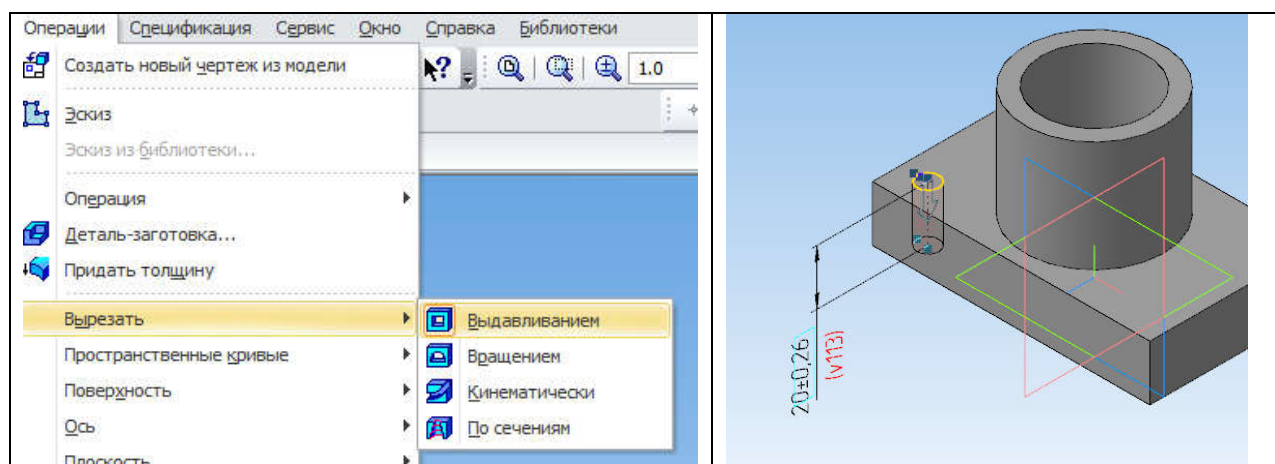 Операции Спецификация Сервис Окно Справка Библиотеки
Создать новый чертеж из модели
1.0
Эскиз
Эскиз из библиотеки...
Операция
Деталь-заготовка...
Придать толщину
Вырезать
Выдавливанием
Пространственные кривые
Вращением
Поверхность
Кинематически
Ось
По сечениям
Плоскость
20±0,26
(v113)